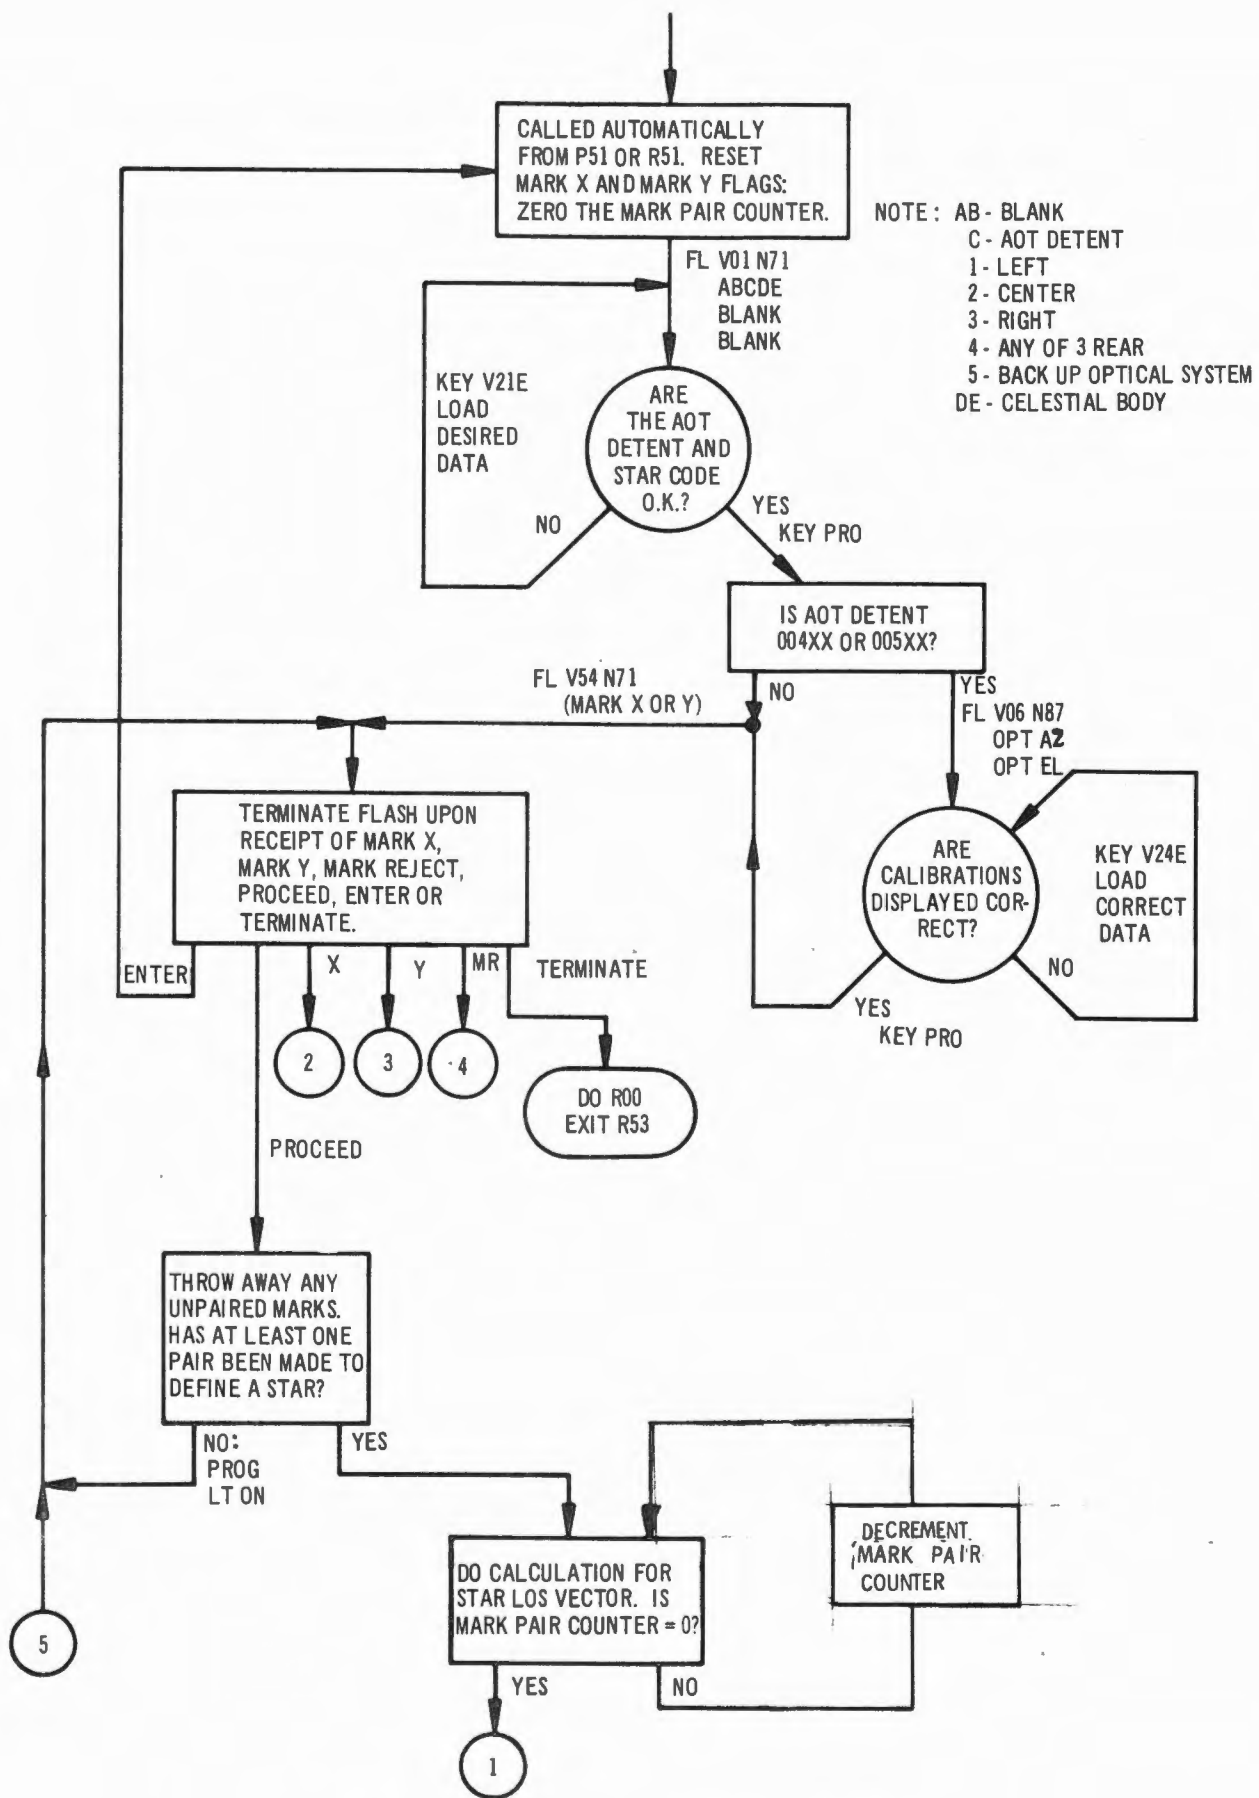 CALLED AUTOMATICALLY
FROM P51 OR R51. RESET
MARK X AND MARK Y FLAGS:
ZERO THE MARK PAIR COUNTER.
NOTE: AB - BLANK
C - AOT DETENT
1 - LEFT
2 - CENTER
3 - RIGHT
4 - ANY OF 3 REAR
5 - BACK UP OPTICAL SYSTEM
DE - CELESTIAL BODY
FL V01 N71
ABCDE
BLANK
BLANK
KEY V21E
LOAD
DESIRED
DATA
ARE
THE AOT
DETENT AND
STAR CODE
O.K.?
NO
YES
KEY PRO
IS AOT DETENT
004XX OR 005XX?
FL V54 N71
(MARK X OR Y)
NO
YES
FL V06 N87
OPT AZ
OPT EL
TERMINATE FLASH UPON
RECEIPT OF MARK X,
MARK Y, MARK REJECT,
PROCEED, ENTER OR
TERMINATE.
ARE
CALIBRATIONS
DISPLAYED COR-
RECT?
KEY V24E
LOAD
CORRECT
DATA
NO
YES
KEY PRO
ENTER
X
Y
MR
TERMINATE
2
3
4
DO R00
EXIT R53
PROCEED
THROW AWAY ANY
UNPAIRED MARKS.
HAS AT LEAST ONE
PAIR BEEN MADE TO
DEFINE A STAR?
NO:
PROG
LT ON
YES
DO CALCULATION FOR
STAR LOS VECTOR. IS
MARK PAIR COUNTER = 0?
DECREMENT
MARK PAIR
COUNTER
5
YES
NO
1